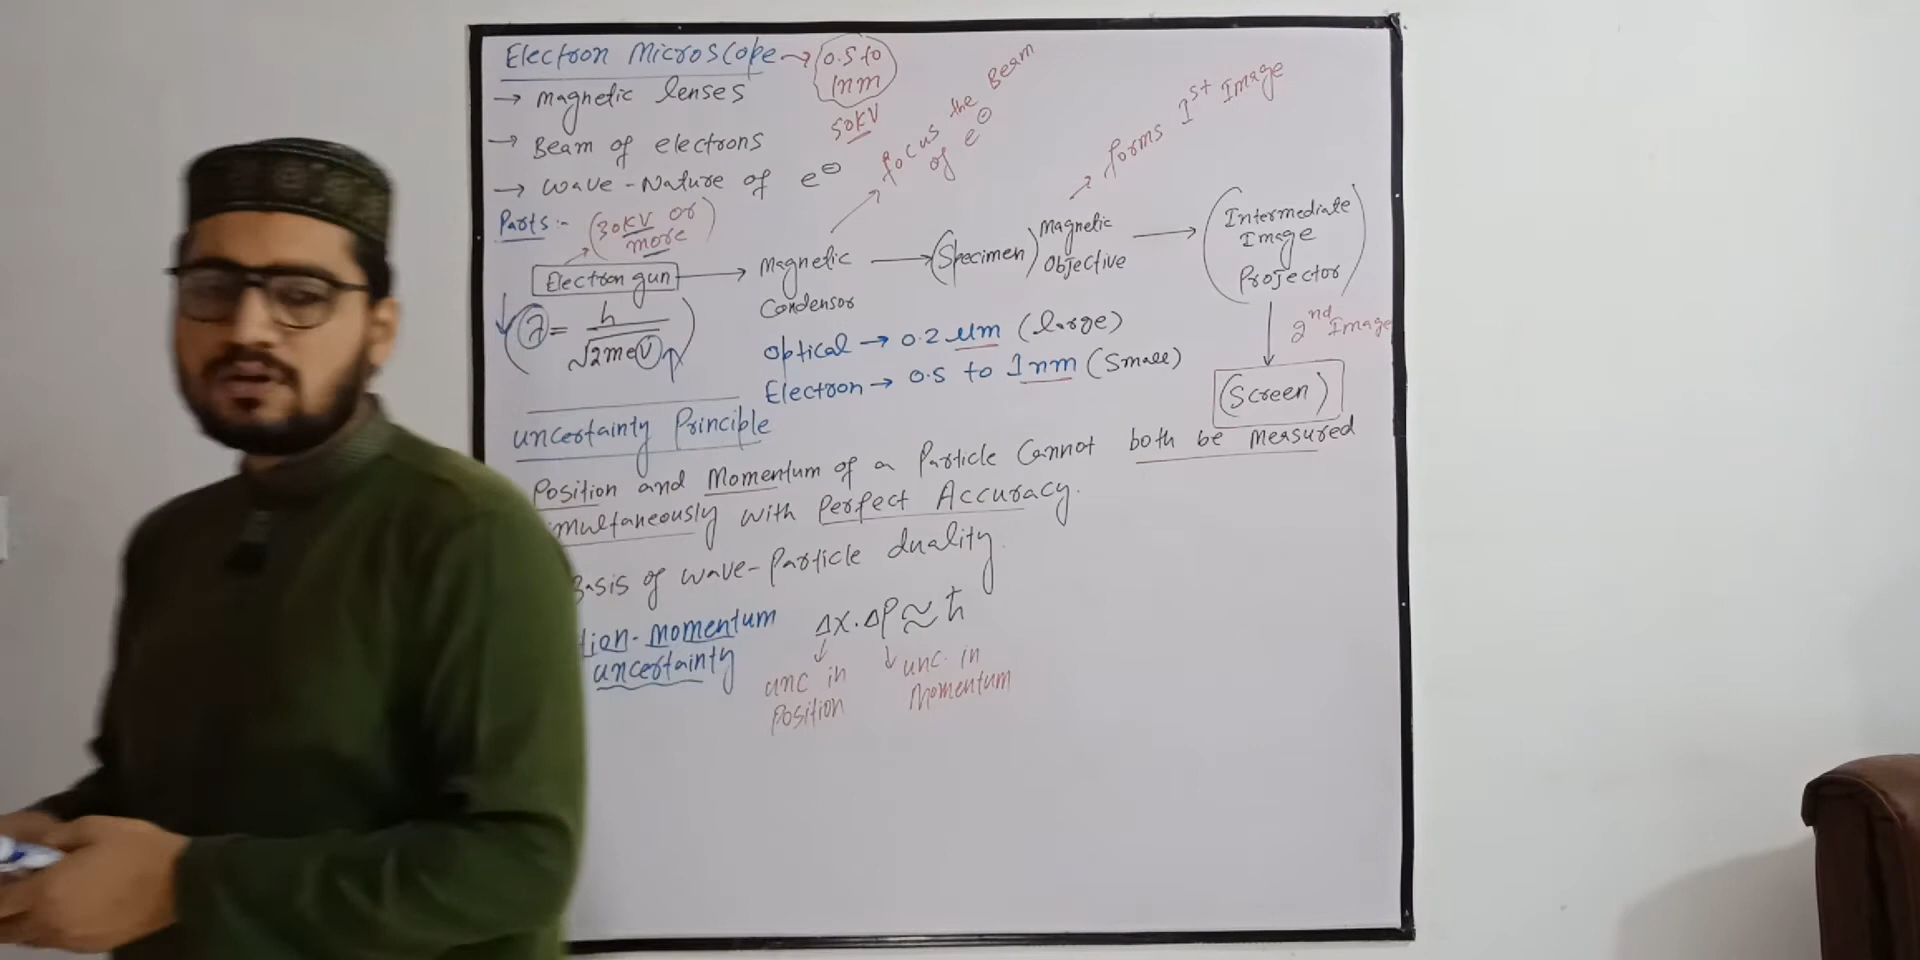 Electron Microscope → 0.5 to
1nm
50kV
→ Magnetic lenses
→ Beam of electrons
→ wave-Nature of e⊖
focus the Beam
of e⊖
forms 1st Image
Parts:- (30kV or
more)
Electron gun → Magnetic
Condensor
→ (Specimen) Magnetic
Objective
→ (Intermediate
Image
Projector)
λ = h / √2meV
Optical → 0.2 μm (large)
Electron → 0.5 to 1nm (Small)
2nd Image
(Screen)
Uncertainty Principle
Position and Momentum of a Particle Cannot both be Measured
multaneously with Perfect Accuracy.
Basis of wave-Particle duality.
tion-momentum
uncertainty
Δx.ΔP ≈ ħ
unc in
Position
unc. in
Momentum